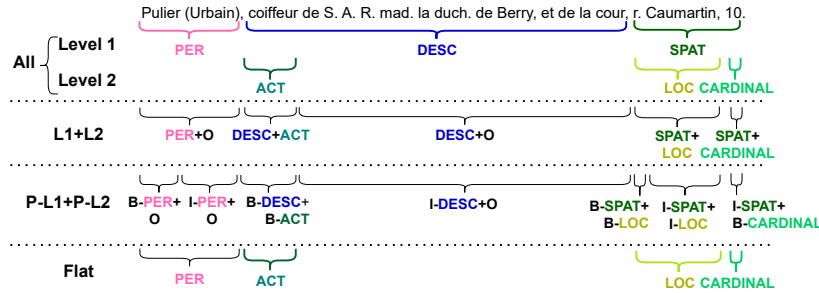 Pulier (Urbain), coiffeur de S. A. R. mad. la duch. de Berry, et de la cour, r. Caumartin, 10.
All
Level 1
PER DESC SPAT
Level 2
ACT LOC CARDINAL
L1+L2 PER+O DESC+ACT DESC+O SPAT+ SPAT+
LOC CARDINAL
P-L1+P-L2 B-PER+ I-PER+ B-DESC+ I-DESC+O B-SPAT+ I-SPAT+ I-SPAT+
O O B-ACT B-LOC I-LOC B-CARDINAL
Flat
PER ACT LOC CARDINAL